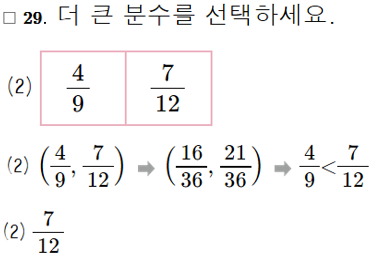 □ 29. 더 큰 분수를 선택하세요.
(2) 4/9 7/12
(2) (4/9, 7/12) ➡ (16/36, 21/36) ➡ 4/9 < 7/12
(2) 7/12